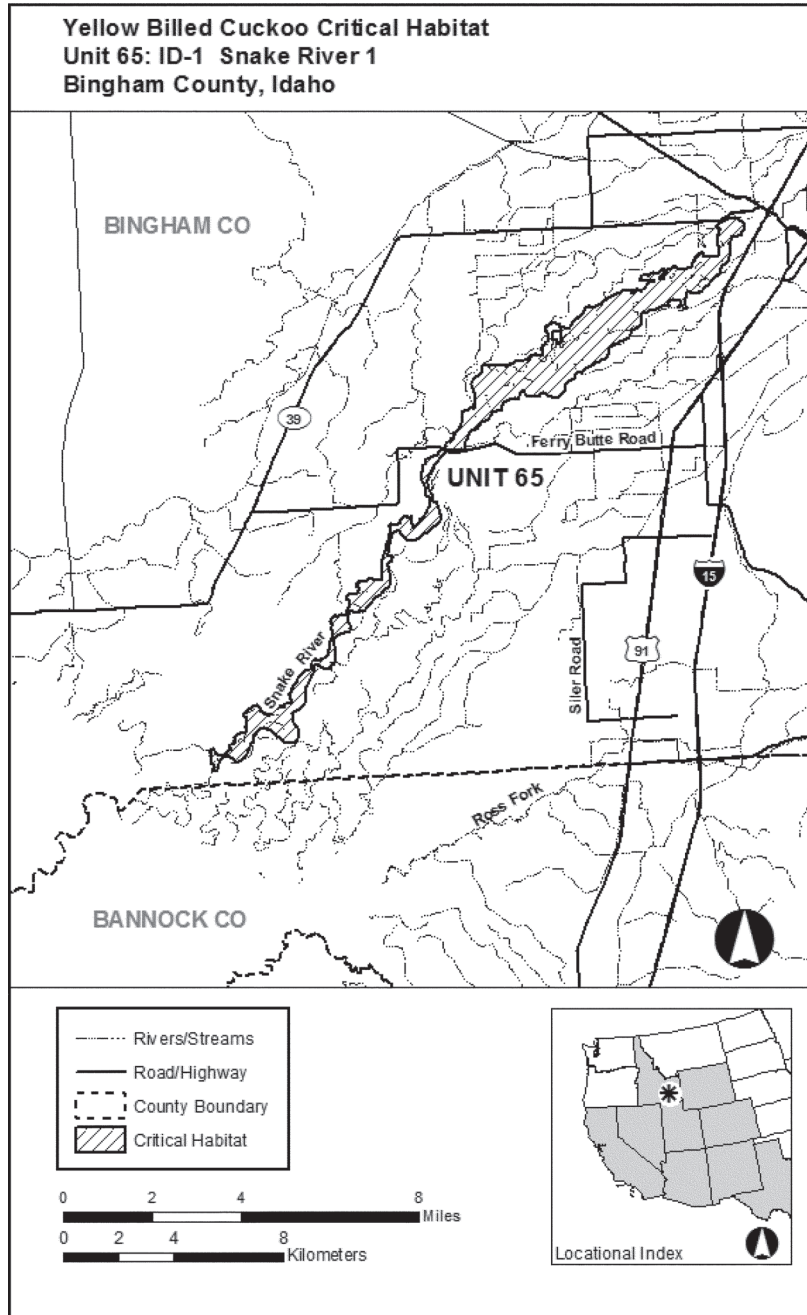 Yellow Billed Cuckoo Critical Habitat
Unit 65: ID-1 Snake River 1
Bingham County, Idaho
BINGHAM CO
39
Ferry Butte Road
UNIT 65
15
91
Siler Road
Snake River
Ross Fork
BANNOCK CO
Rivers/Streams
Road/Highway
County Boundary
Critical Habitat
0 2 4 8
Miles
0 2 4 8
Kilometers
Locational Index